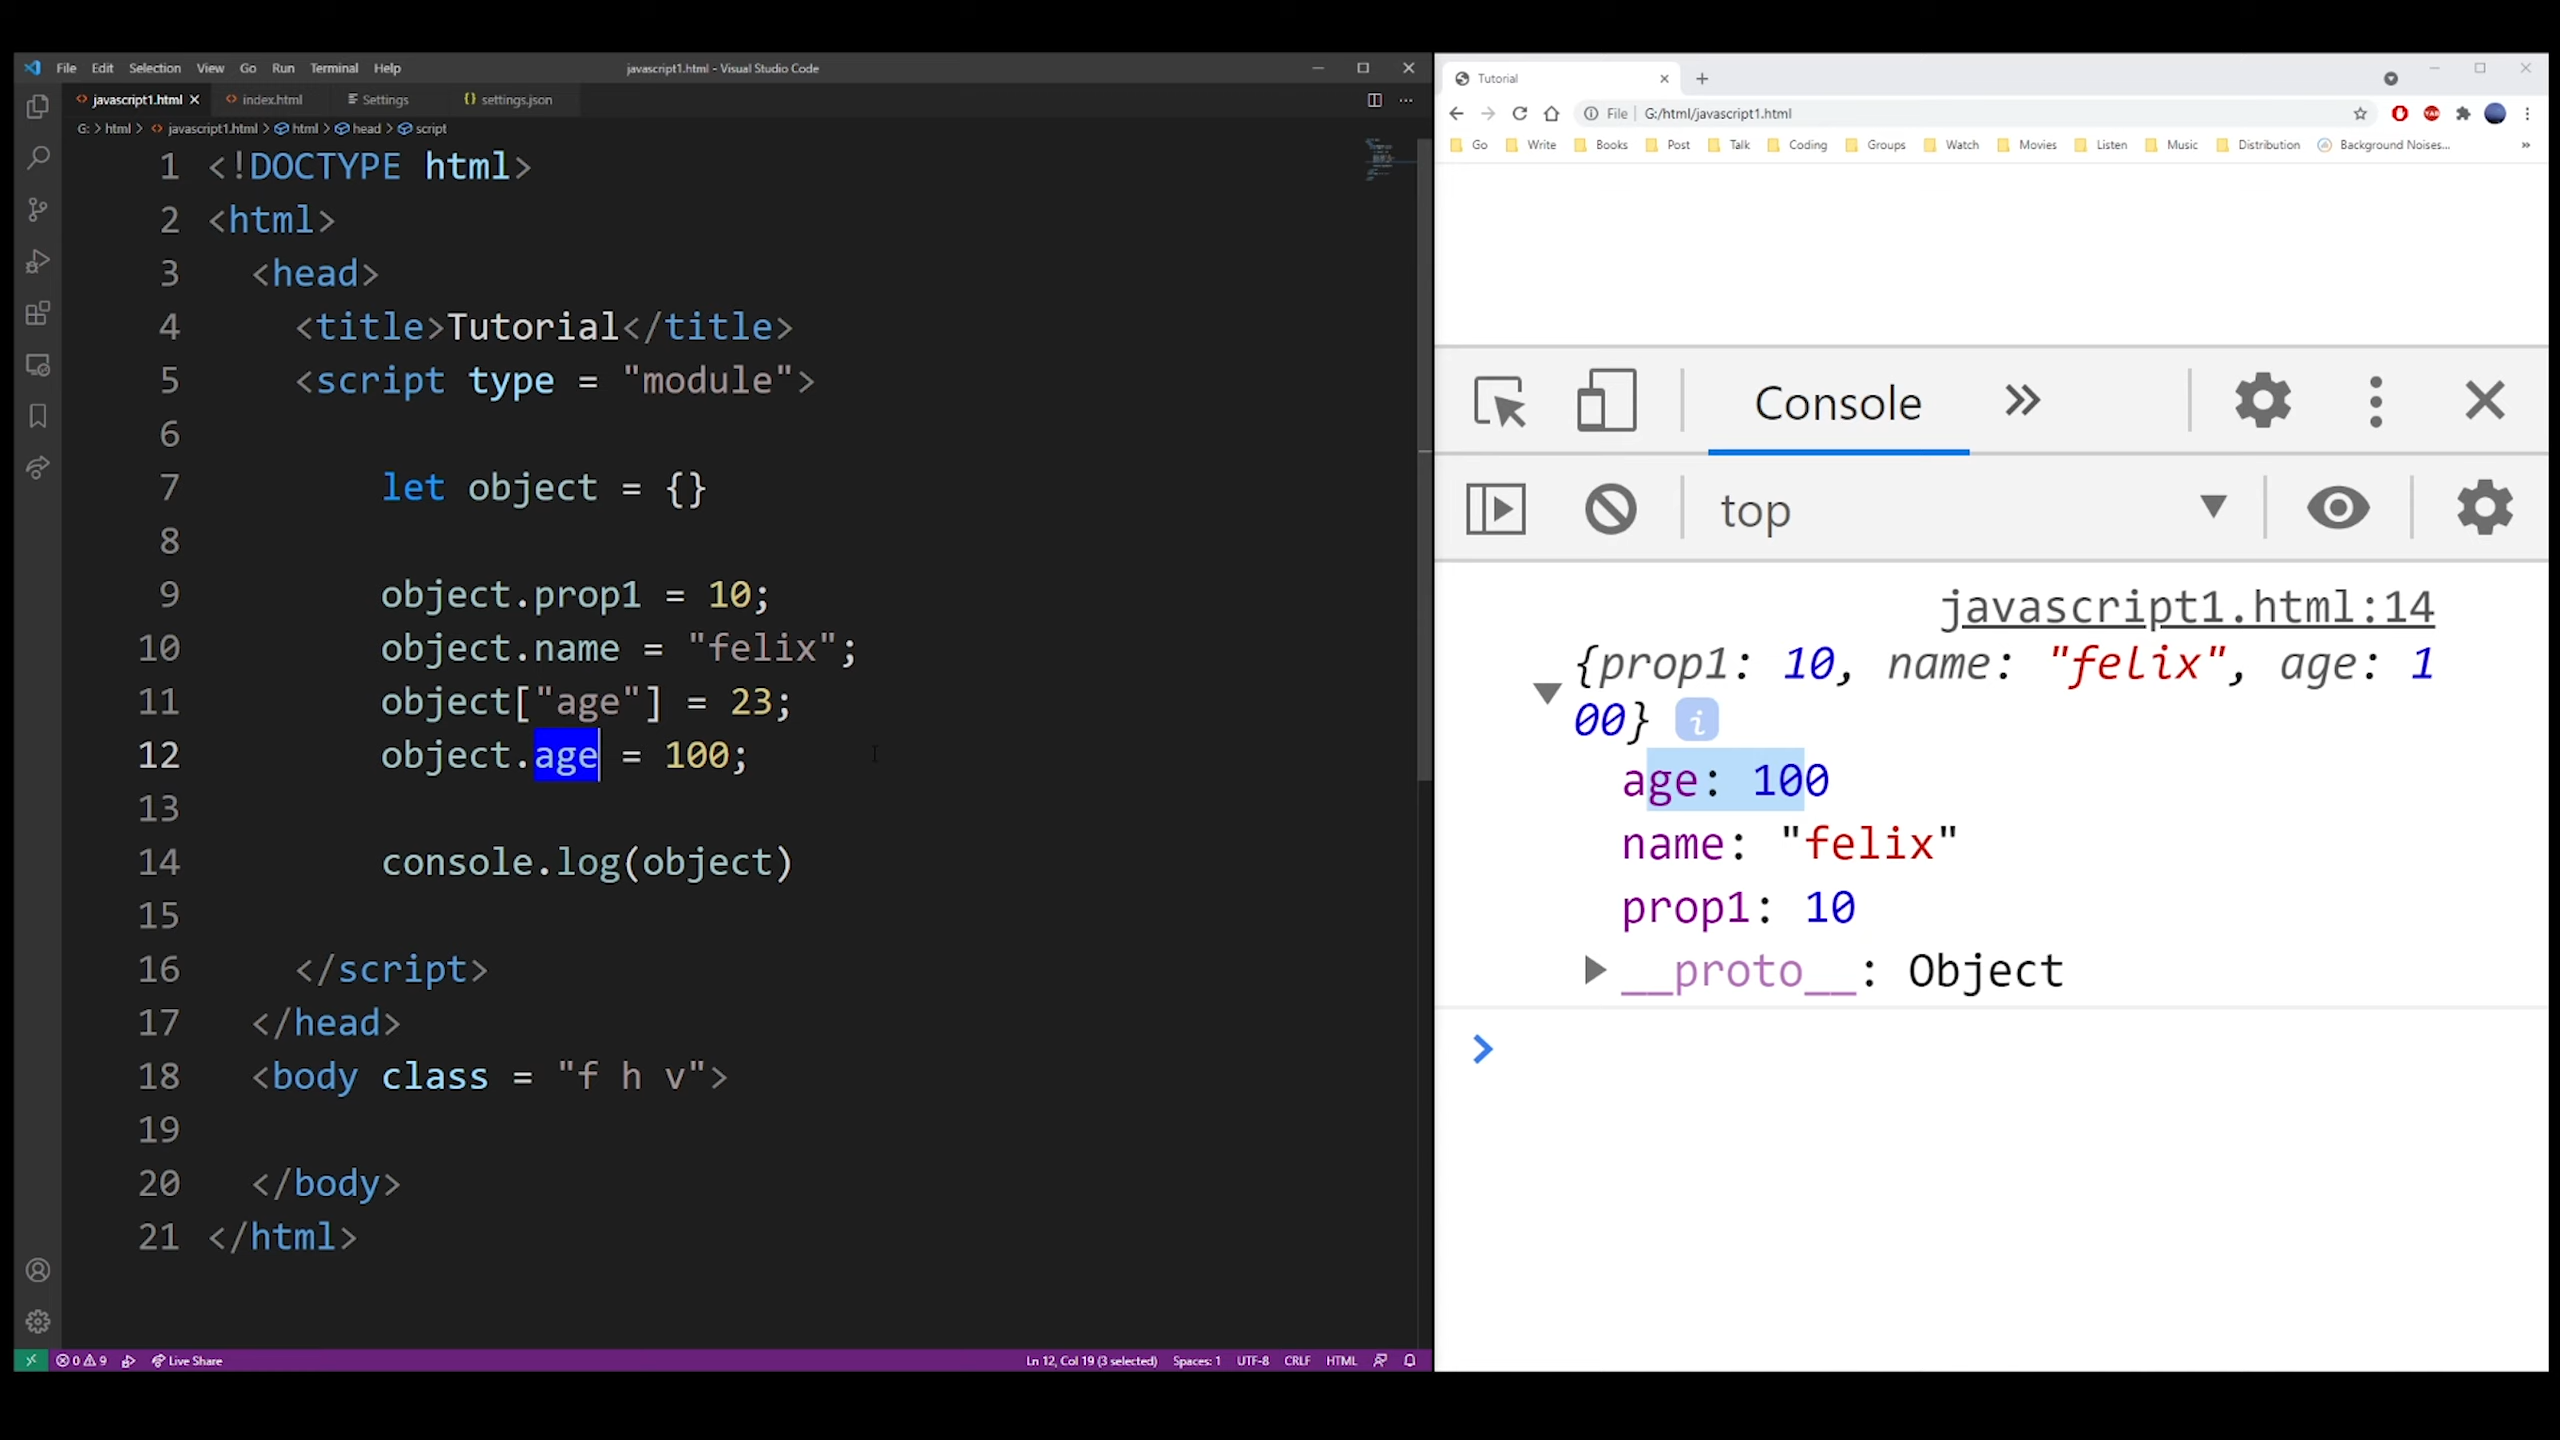 File Edit Selection View Go Run Terminal Help
javascript1.html - Visual Studio Code
javascript1.html index.html Settings settings.json
G: > html > javascript1.html > html > head > script
1 <!DOCTYPE html>
2 <html>
3 <head>
4 <title>Tutorial</title>
5 <script type = "module">
6
7 let object = {}
8
9 object.prop1 = 10;
10 object.name = "felix";
11 object["age"] = 23;
12 object.age = 100;
13
14 console.log(object)
15
16 </script>
17 </head>
18 <body class = "f h v">
19
20 </body>
21 </html>
0 9 Live Share
Ln 12, Col 19 (3 selected) Spaces: 1 UTF-8 CRLF HTML
Tutorial
File G:/html/javascript1.html
Go Write Books Post Talk Coding Groups Watch Movies Listen Music Distribution Background Noises...
Console
top
javascript1.html:14
{prop1: 10, name: "felix", age: 1
00}
age: 100
name: "felix"
prop1: 10
__proto__: Object